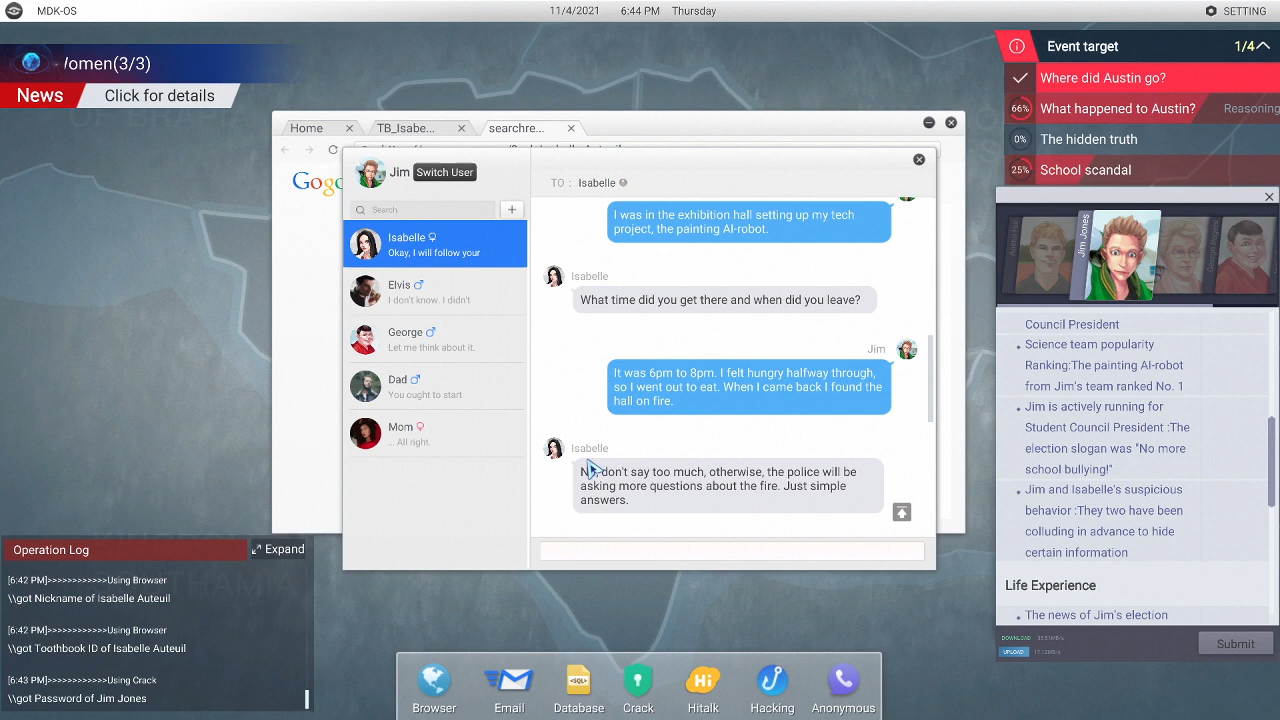 MDK-OS
11/4/2021 6:44 PM Thursday
SETTING
omen(3/3)
News
Click for details
Event target
1/4
Where did Austin go?
66%
What happened to Austin?
Reasoning
0%
The hidden truth
25%
School scandal
Home
TB_Isabe...
searchre...
Jim
Switch User
Search
Isabelle
Okay, I will follow your
Elvis
I don't know. I didn't
George
Let me think about it.
Dad
You ought to start
Mom
... All right.
TO : Isabelle
I was in the exhibition hall setting up my tech
project, the painting AI-robot.
Isabelle
What time did you get there and when did you leave?
Jim
It was 6pm to 8pm. I felt hungry halfway through,
so I went out to eat. When I came back I found the
hall on fire.
Isabelle
don't say too much, otherwise, the police will be
asking more questions about the fire. Just simple
answers.
Jim Jones
Council President
Science team popularity
Ranking:The painting AI-robot
from Jim's team ranked No. 1
Jim is actively running for
Student Council President :The
election slogan was "No more
school bullying!"
Jim and Isabelle's suspicious
behavior :They two have been
colluding in advance to hide
certain information
Life Experience
The news of Jim's election
DOWNLOAD
UPLOAD
Submit
Operation Log
Expand
[6:42 PM]>>>>>>>>>>>>Using Browser
\\got Nickname of Isabelle Auteuil
[6:42 PM]>>>>>>>>>>>>Using Browser
\\got Toothbook ID of Isabelle Auteuil
[6:43 PM]>>>>>>>>>>>>Using Crack
\\got Password of Jim Jones
Browser
Email
SQL
Database
Crack
Hi
Hitalk
Hacking
Anonymous